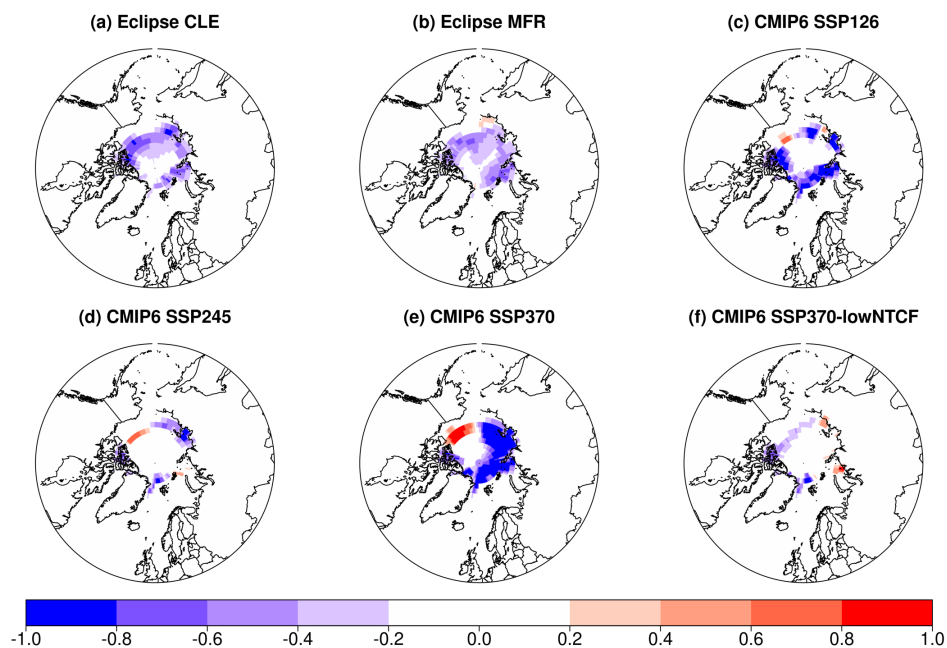 (a) Eclipse CLE
(b) Eclipse MFR
(c) CMIP6 SSP126
(d) CMIP6 SSP245
(e) CMIP6 SSP370
(f) CMIP6 SSP370-lowNTCF
-1.0 -0.8 -0.6 -0.4 -0.2 0.0 0.2 0.4 0.6 0.8 1.0